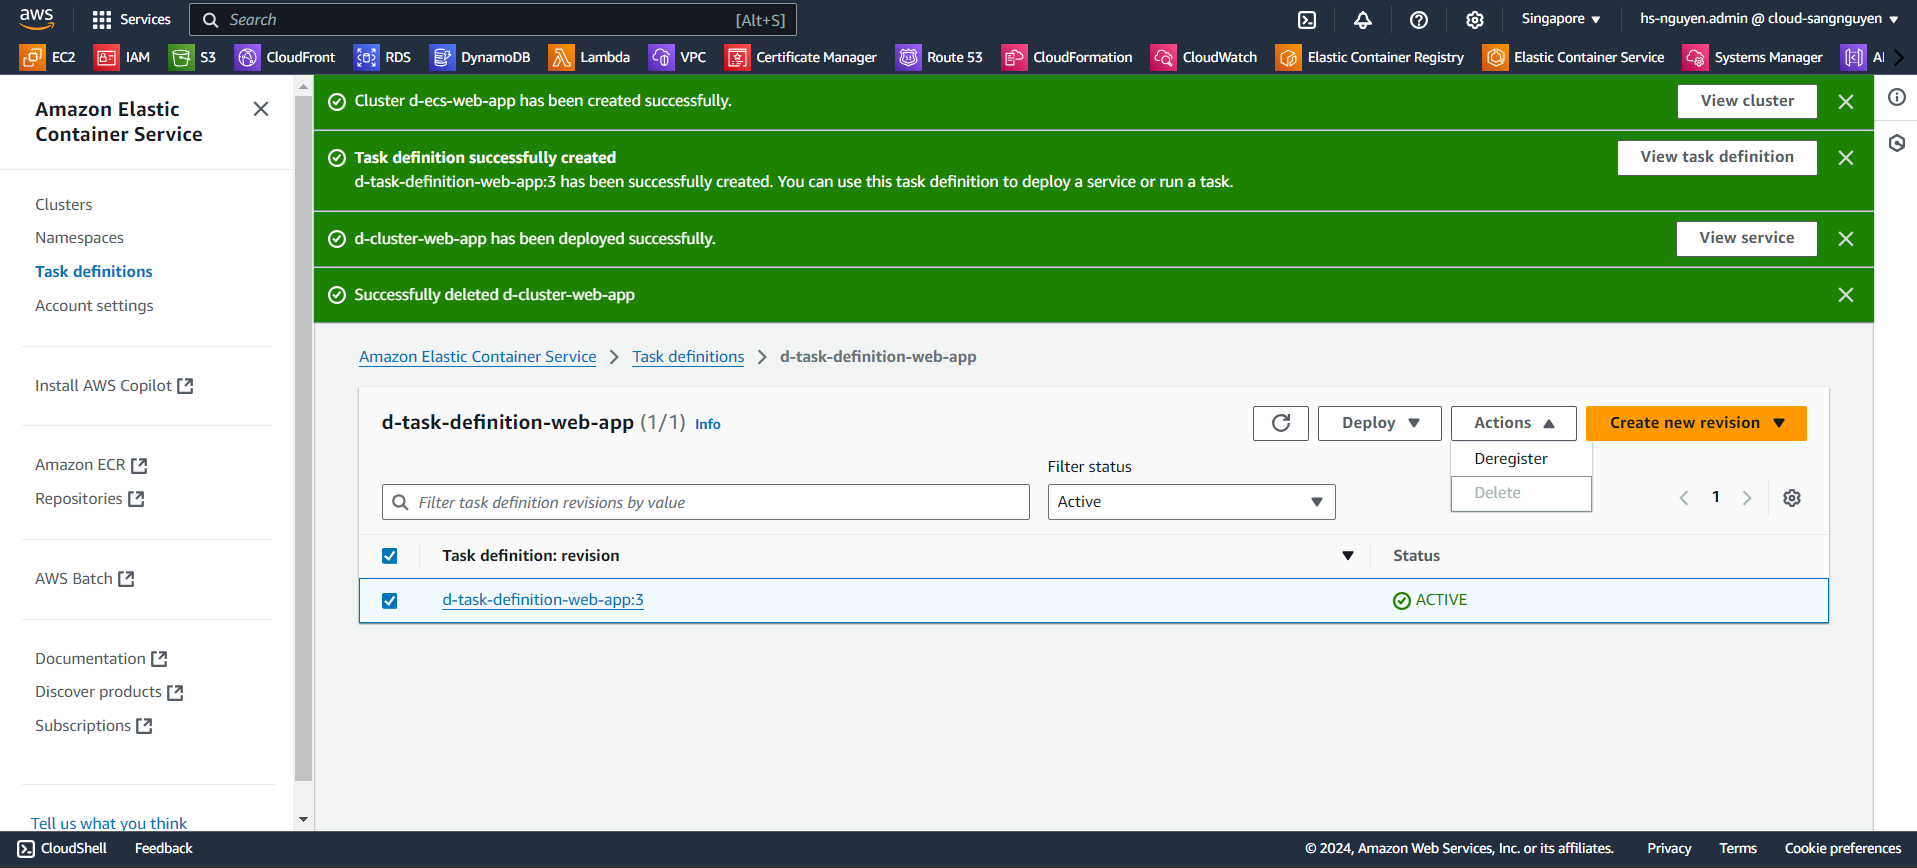 aws
Services
Search
[Alt+S]
Singapore
hs-nguyen.admin @ cloud-sangnguyen
EC2
IAM
S3
CloudFront
RDS
DynamoDB
Lambda
VPC
Certificate Manager
Route 53
CloudFormation
CloudWatch
Elastic Container Registry
Elastic Container Service
Systems Manager
Amazon Elastic
Container Service
Clusters
Namespaces
Task definitions
Account settings
Install AWS Copilot
Amazon ECR
Repositories
AWS Batch
Documentation
Discover products
Subscriptions
Tell us what you think
Cluster d-ecs-web-app has been created successfully.
View cluster
Task definition successfully created
d-task-definition-web-app:3 has been successfully created. You can use this task definition to deploy a service or run a task.
View task definition
d-cluster-web-app has been deployed successfully.
View service
Successfully deleted d-cluster-web-app
Amazon Elastic Container Service
Task definitions
d-task-definition-web-app
d-task-definition-web-app (1/1) Info
Deploy
Actions
Create new revision
Deregister
Delete
Filter status
Filter task definition revisions by value
Active
1
Task definition: revision
Status
d-task-definition-web-app:3
ACTIVE
CloudShell
Feedback
© 2024, Amazon Web Services, Inc. or its affiliates.
Privacy
Terms
Cookie preferences